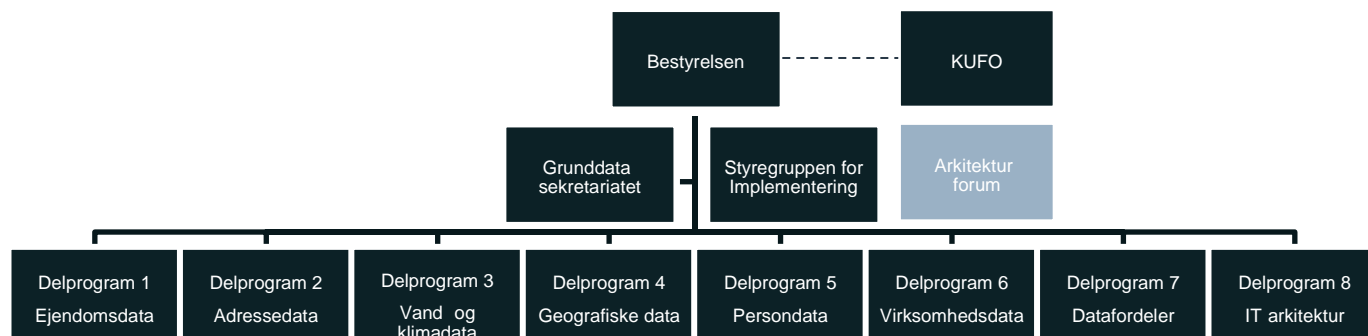 Bestyrelsen
KUFO
Grunddata
sekretariatet
Styregruppen for
Implementering
Arkitektur
forum
Delprogram 1
Ejendomsdata
Delprogram 2
Adressedata
Delprogram 3
Vand og
klimadata
Delprogram 4
Geografiske data
Delprogram 5
Persondata
Delprogram 6
Virksomhedsdata
Delprogram 7
Datafordeler
Delprogram 8
IT arkitektur